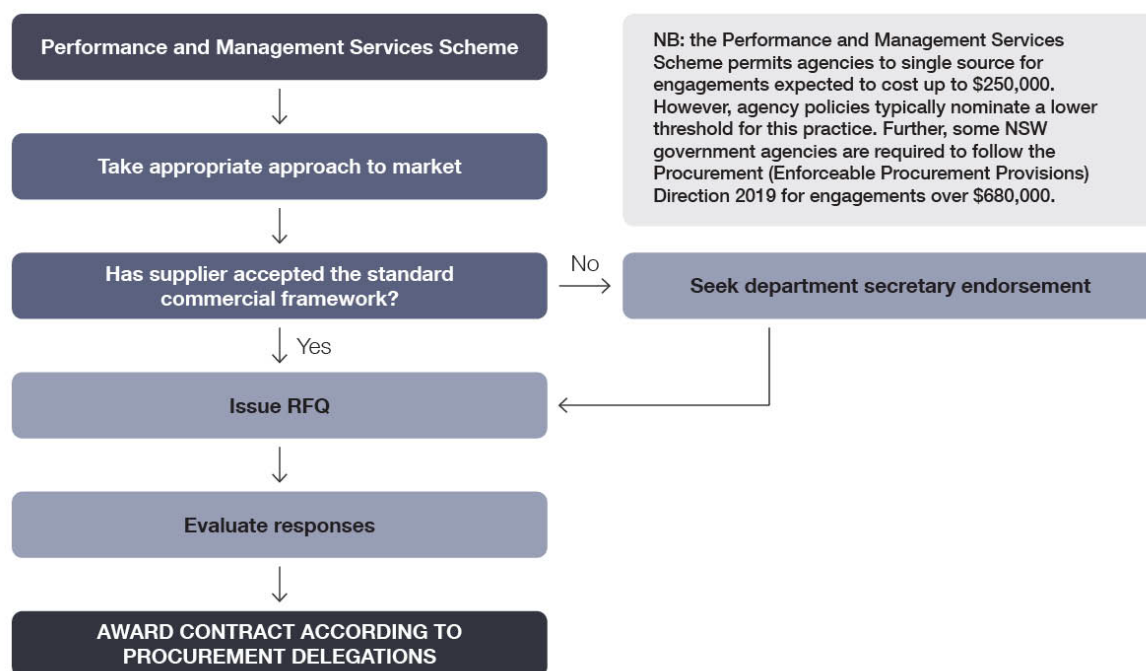 Performance and Management Services Scheme
NB: the Performance and Management Services
Scheme permits agencies to single source for
engagements expected to cost up to $250,000.
However, agency policies typically nominate a lower
threshold for this practice. Further, some NSW
government agencies are required to follow the
Procurement (Enforceable Procurement Provisions)
Direction 2019 for engagements over $680,000.
Take appropriate approach to market
Has supplier accepted the standard
commercial framework?
No
Seek department secretary endorsement
Yes
Issue RFQ
Evaluate responses
AWARD CONTRACT ACCORDING TO
PROCUREMENT DELEGATIONS